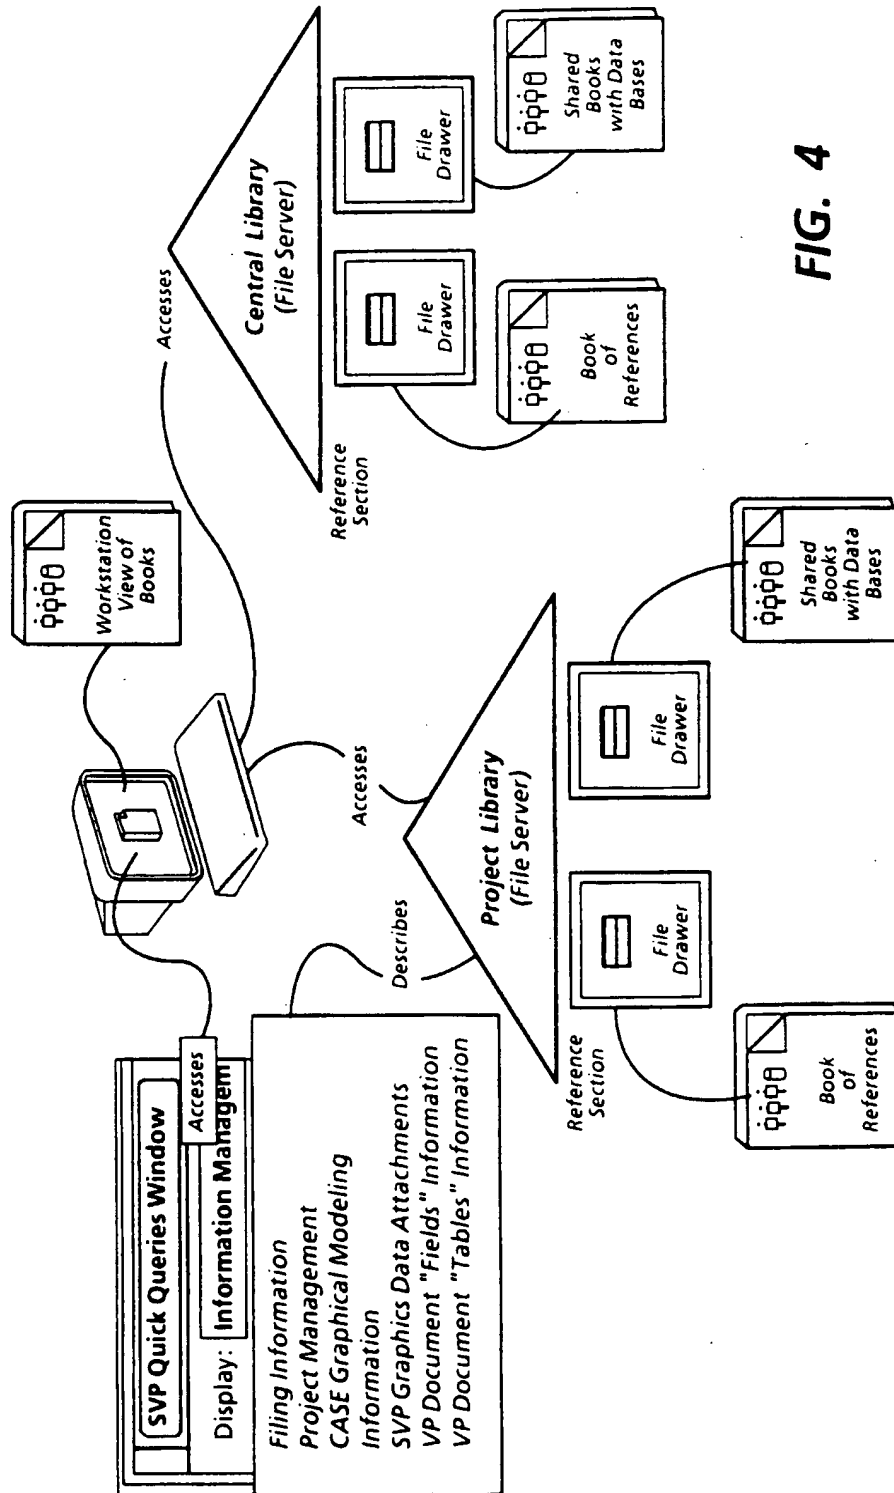 SVP Quick Queries Window
Accesses
Display: Information Managem
Filing Information
Project Management
CASE Graphical Modeling
Information
SVP Graphics Data Attachments
VP Document "Fields" Information
VP Document "Tables" Information
Workstation
View of
Books
Describes
Accesses
Accesses
Project Library
(File Server)
Reference
Section
File
Drawer
File
Drawer
Book
of
References
Shared
Books
with Data
Bases
Central Library
(File Server)
Reference
Section
File
Drawer
File
Drawer
Book
of
References
Shared
Books
with Data
Bases
FIG. 4